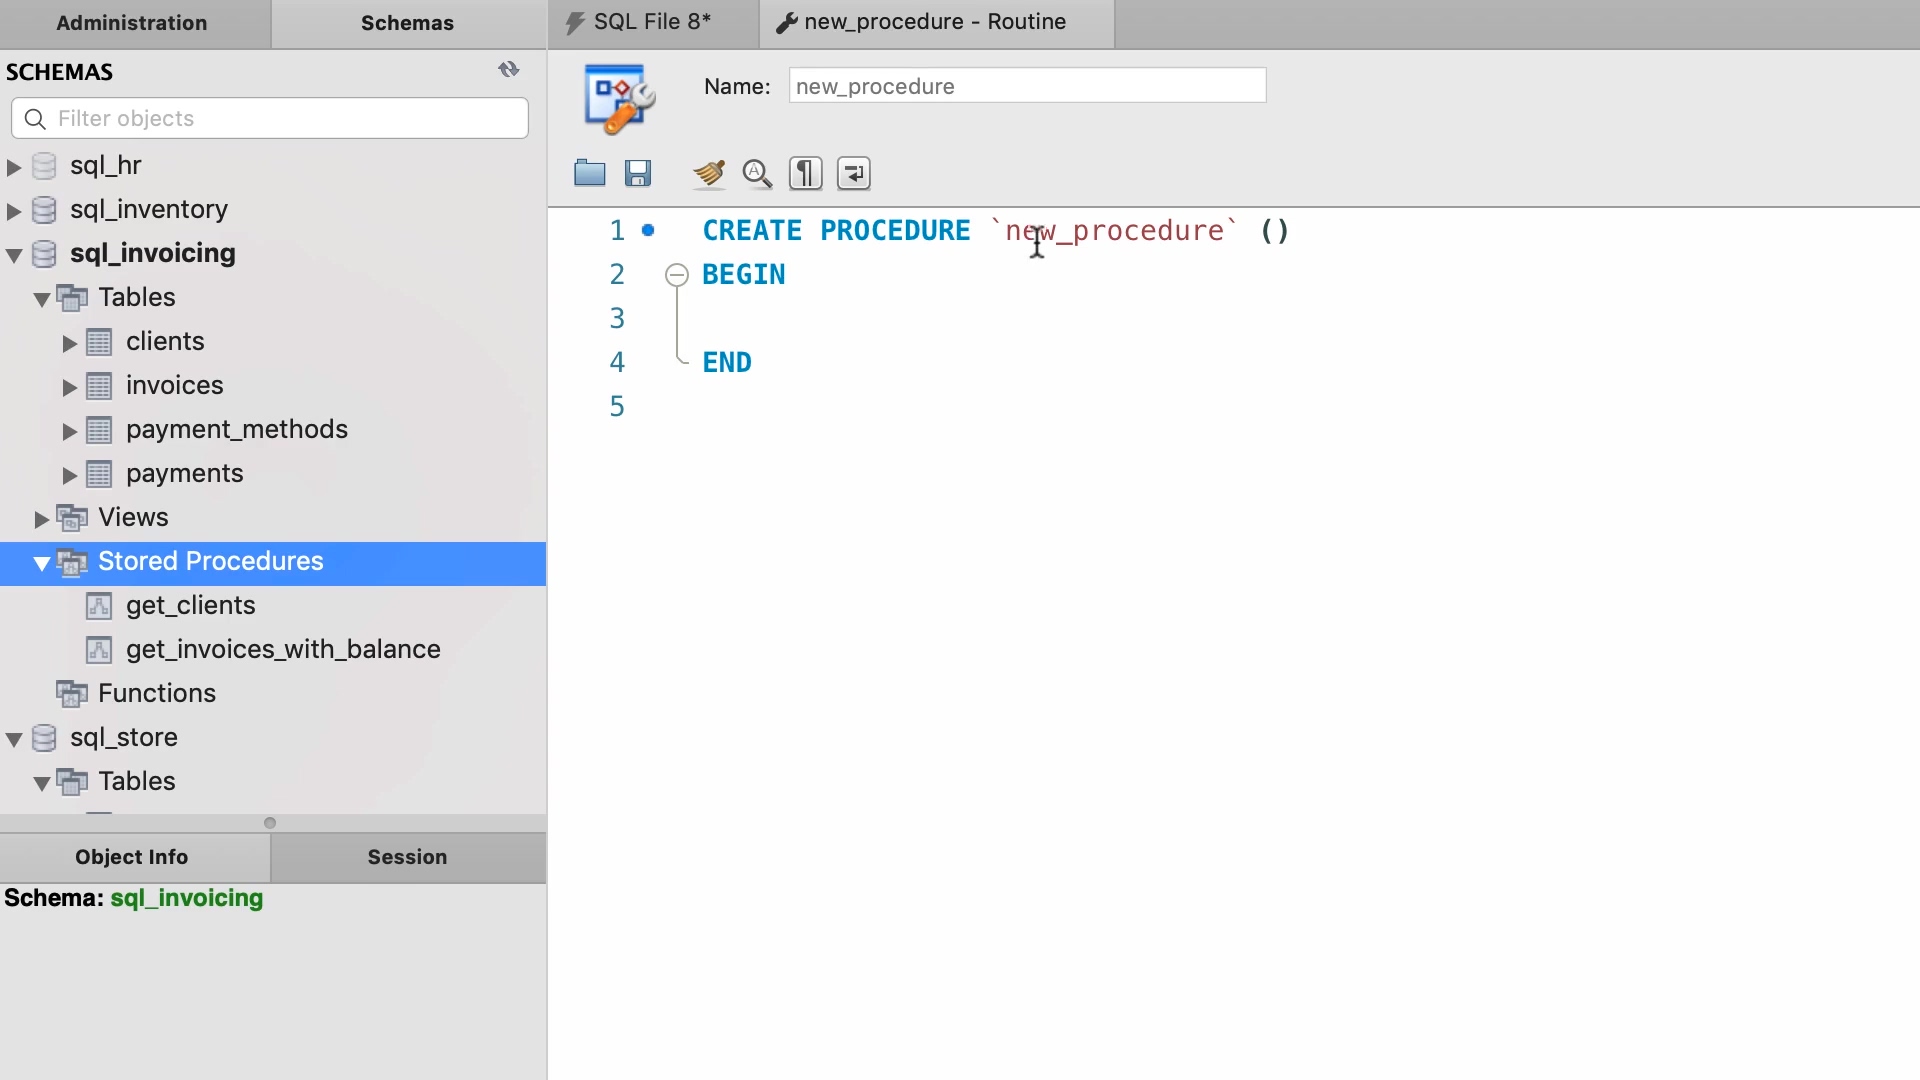 Administration
Schemas
SQL File 8*
new_procedure - Routine
SCHEMAS
Filter objects
sql_hr
sql_inventory
sql_invoicing
Tables
clients
invoices
payment_methods
payments
Views
Stored Procedures
get_clients
get_invoices_with_balance
Functions
sql_store
Tables
Object Info
Session
Schema: sql_invoicing
Name: new_procedure
1 CREATE PROCEDURE `new_procedure` ()
2 BEGIN
3
4 END
5